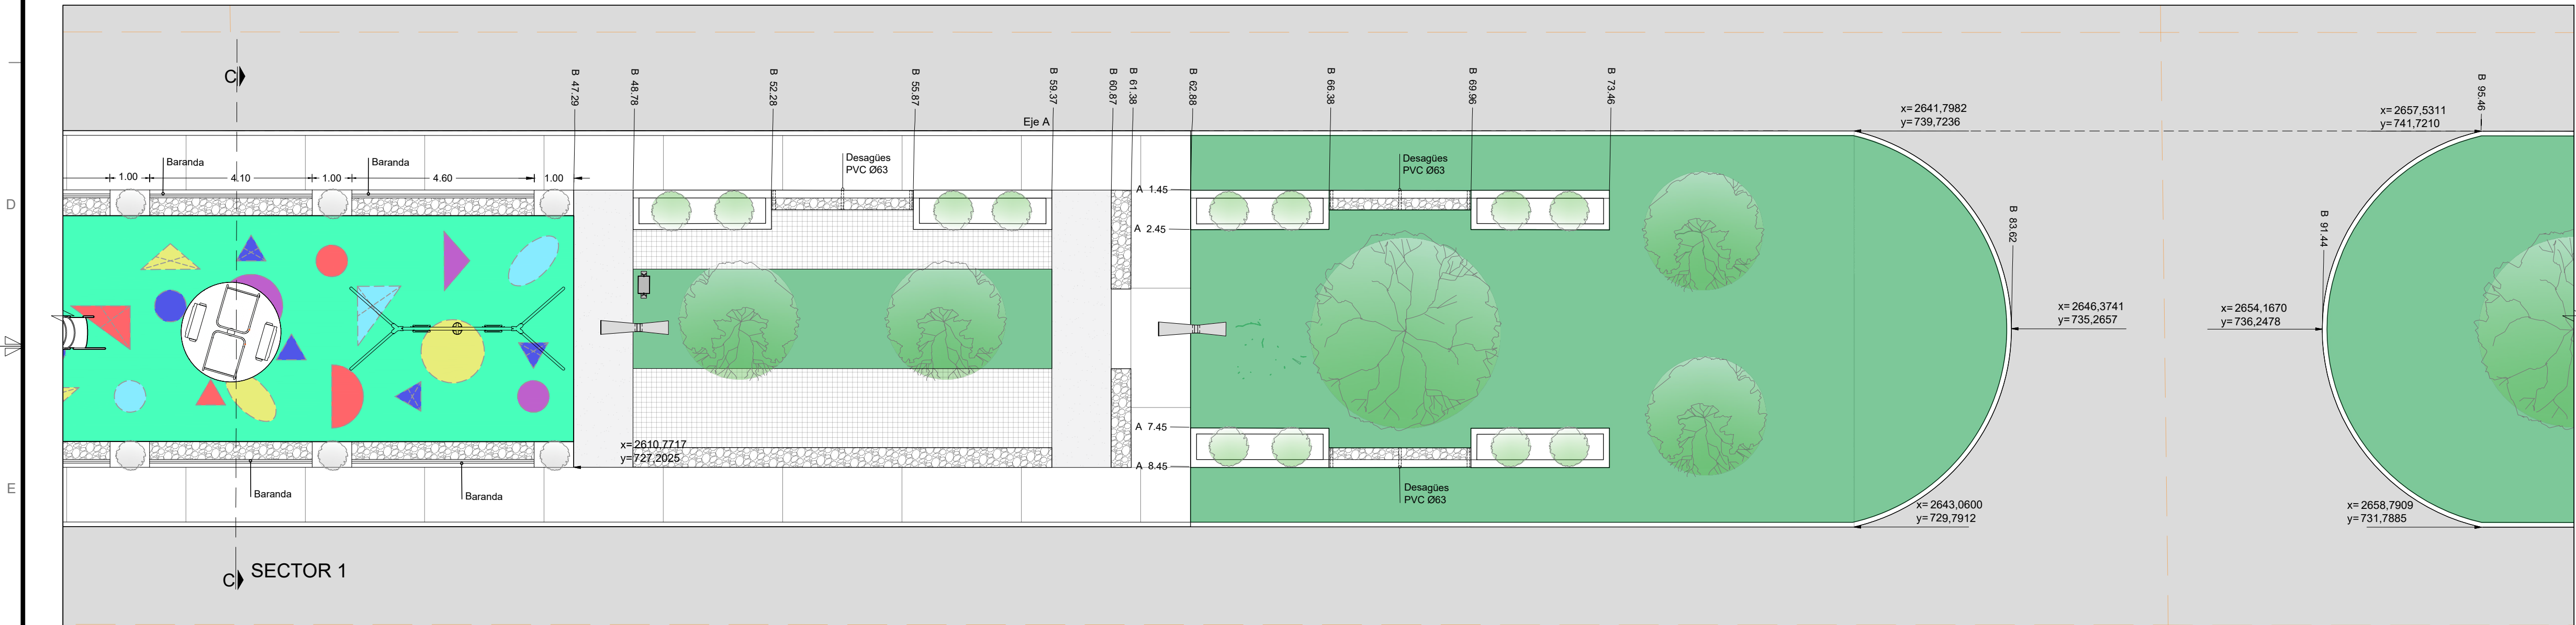 C
B 47.29
B 48.78
B 52.28
B 55.87
B 59.37
B 60.87
B 61.38
B 62.88
B 66.38
B 69.96
B 73.46
B 95.46
x= 2641,7982
y= 739,7236
x= 2657,5311
y= 741,7210
Eje A
Baranda
Baranda
Desagües
PVC Ø63
Desagües
PVC Ø63
1.00
4.10
1.00
4.60
1.00
A 1.45
D
A 2.45
B 83.62
B 91.44
x= 2646,3741
y= 735,2657
x= 2654,1670
y= 736,2478
A 7.45
x= 2610,7717
y= 727,2025
A 8.45
E
Baranda
Baranda
Desagües
PVC Ø63
x= 2643,0600
y= 729,7912
x= 2658,7909
y= 731,7885
C
SECTOR 1